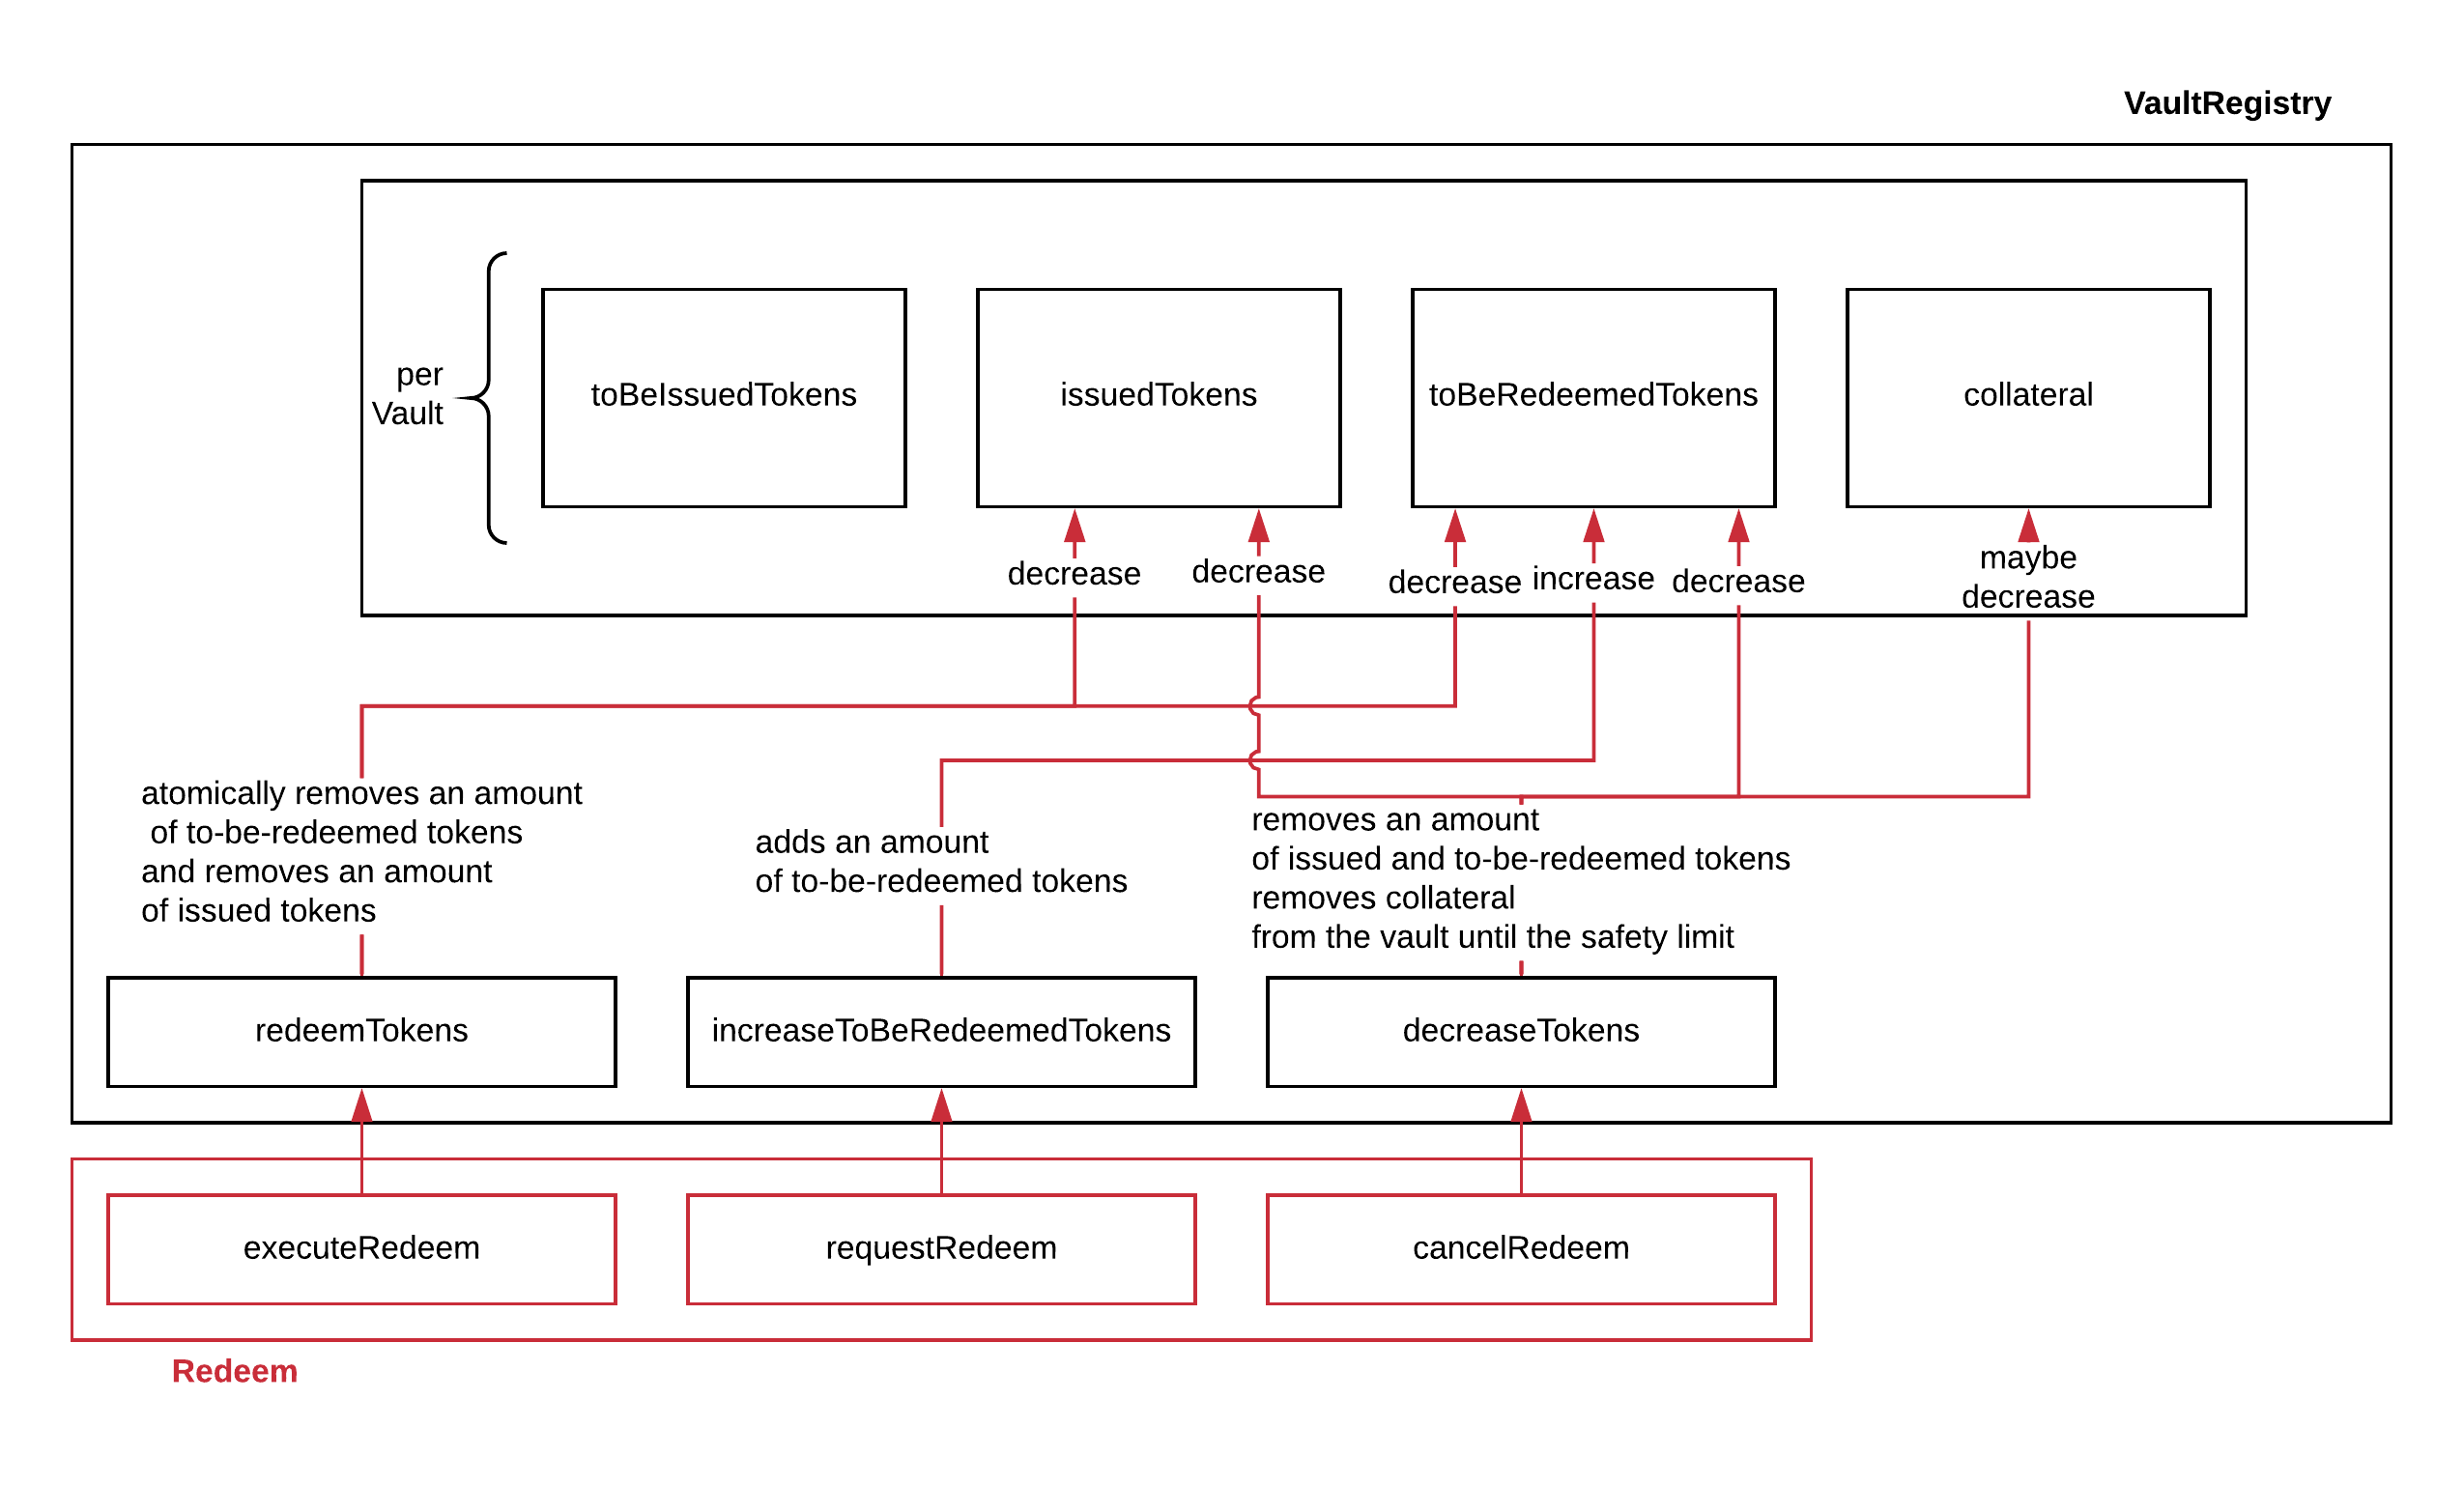 VaultRegistry
per
Vault
toBeIssuedTokens
issuedTokens
toBeRedeemedTokens
collateral
decrease
decrease
decrease
increase
decrease
maybe
decrease
atomically removes an amount
of to-be-redeemed tokens
and removes an amount
of issued tokens
adds an amount
of to-be-redeemed tokens
removes an amount
of issued and to-be-redeemed tokens
removes collateral
from the vault until the safety limit
redeemTokens
increaseToBeRedeemedTokens
decreaseTokens
executeRedeem
requestRedeem
cancelRedeem
Redeem